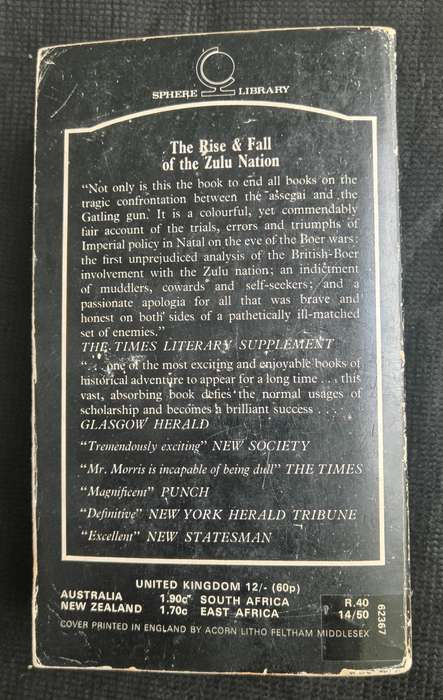 SPHERE LIBRARY
The Rise & Fall
of the Zulu Nation
“Not only is this the book to end all books on the
tragic confrontation between the assegai and the
Gatling gun. It is a colourful, yet commendably
fair account of the trials, errors and triumphs of
Imperial policy in Natal on the eve of the Boer wars:
the first unprejudiced analysis of the British-Boer
involvement with the Zulu nation; an indictment
of muddlers, cowards and self-seekers; and a
passionate apologia for all that was brave and
honest on both sides of a pathetically ill-matched
set of enemies.”
THE TIMES LITERARY SUPPLEMENT
“. . . one of the most exciting and enjoyable books of
historical adventure to appear for a long time . . . this
vast, absorbing book defies the normal usages of
scholarship and becomes a brilliant success . . . .
GLASGOW HERALD
“Tremendously exciting” NEW SOCIETY
“Mr. Morris is incapable of being dull” THE TIMES
“Magnificent” PUNCH
“Definitive” NEW YORK HERALD TRIBUNE
“Excellent” NEW STATESMAN
UNITED KINGDOM 12/- (60p)
AUSTRALIA 1.90c SOUTH AFRICA R.40
NEW ZEALAND 1.70c EAST AFRICA 14/50
COVER PRINTED IN ENGLAND BY ACORN LITHO FELTHAM MIDDLESEX
62367